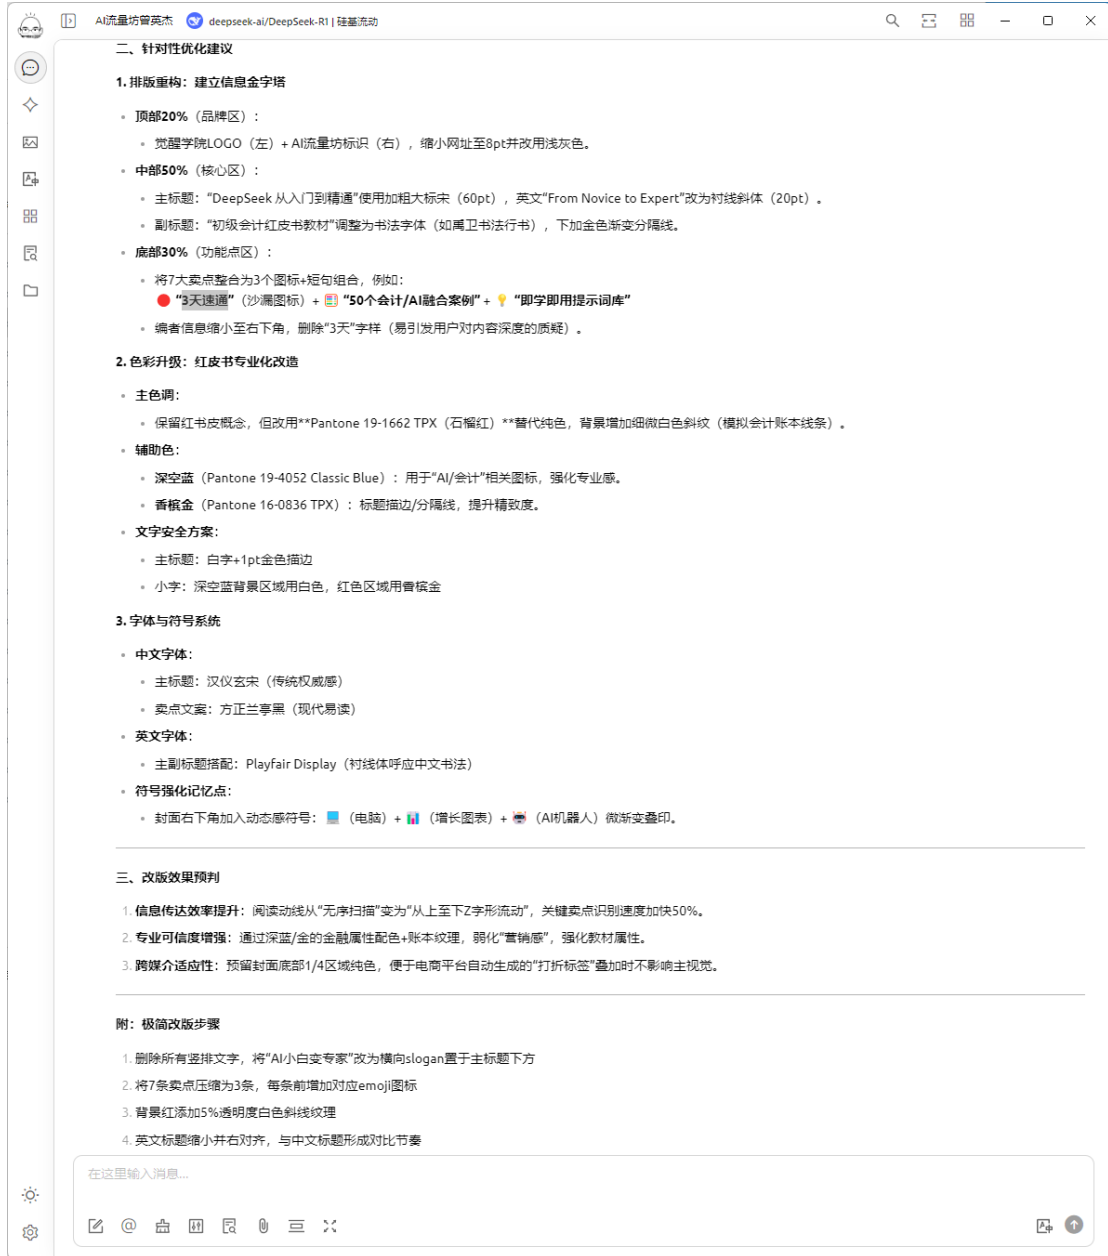 AI流量坊曾英杰 deepseek-ai/DeepSeek-R1 | 硅基流动
二、针对性优化建议
1. 排版重构：建立信息金字塔
顶部20%（品牌区）：
觉醒学院LOGO（左）+ AI流量坊标识（右），缩小网址至8pt并改用浅灰色。
中部50%（核心区）：
主标题：“DeepSeek 从入门到精通”使用加粗大标宋（60pt），英文“From Novice to Expert”改为衬线斜体（20pt）。
副标题：“初级会计红皮书教材”调整为书法字体（如禹卫书法行书），下加金色渐变分隔线。
底部30%（功能点区）：
将7大卖点整合为3个图标+短句组合，例如：
🔴 “3天速通”（沙漏图标）+ 🧮 “50个会计/AI融合案例” + 💡 “即学即用提示词库”
编者信息缩小至右下角，删除“3天”字样（易引发用户对内容深度的质疑）。
2. 色彩升级：红皮书专业化改造
主色调：
保留红书皮概念，但改用**Pantone 19-1662 TPX（石榴红）**替代纯色，背景增加细微白色斜纹（模拟会计账本线条）。
辅助色：
深空蓝（Pantone 19-4052 Classic Blue）：用于“AI/会计”相关图标，强化专业感。
香槟金（Pantone 16-0836 TPX）：标题描边/分隔线，提升精致度。
文字安全方案：
主标题：白字+1pt金色描边
小字：深空蓝背景区域用白色，红色区域用香槟金
3. 字体与符号系统
中文字体：
主标题：汉仪玄宋（传统权威感）
卖点文案：方正兰亭黑（现代易读）
英文字体：
主副标题搭配：Playfair Display（衬线体呼应中文书法）
符号强化记忆点：
封面右下角加入动态感符号：💻（电脑）+ 📊（增长图表）+ 🤖（AI机器人）微渐变叠印。
三、改版效果预判
1. 信息传达效率提升：阅读动线从“无序扫描”变为“从上至下Z字形流动”，关键卖点识别速度加快50%。
2. 专业可信度增强：通过深蓝/金的金融属性配色+账本纹理，弱化“营销感”，强化教材属性。
3. 跨媒介适应性：预留封面底部1/4区域纯色，便于电商平台自动生成的“打折标签”叠加时不影响主视觉。
附：极简改版步骤
1. 删除所有竖排文字，将“AI小白变专家”改为横向slogan置于主标题下方
2. 将7条卖点压缩为3条，每条前增加对应emoji图标
3. 背景红添加5%透明度白色斜线纹理
4. 英文标题缩小并右对齐，与中文标题形成对比节奏
在这里输入消息...